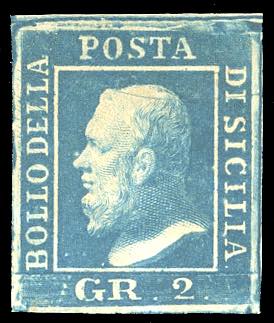 BOLLO DELLA
POSTA
DI SICILIA
GR. 2.